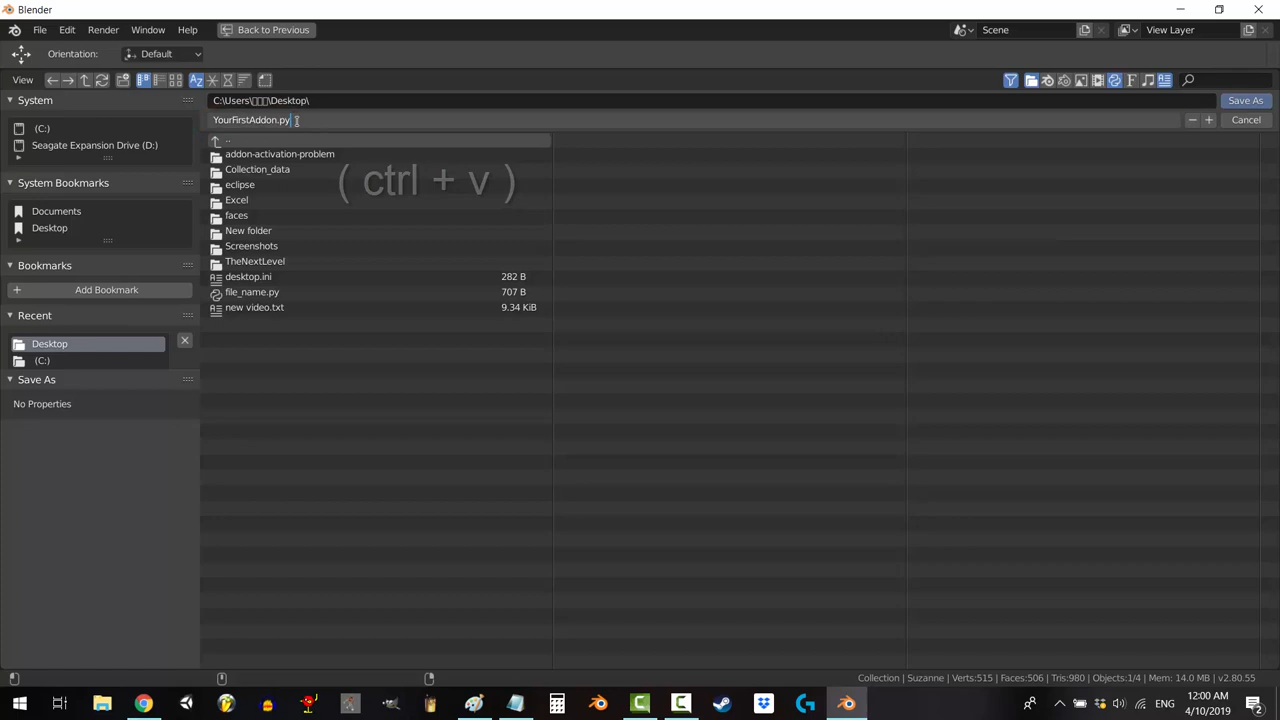 Blender
File Edit Render Window Help Back to Previous Scene View Layer
Orientation: Default
View
System C:\Users\▯▯▯\Desktop\ Save As
YourFirstAddon.py Cancel
(C:)
Seagate Expansion Drive (D:)
System Bookmarks
Documents
Desktop
Bookmarks
Add Bookmark
Recent
Desktop
(C:)
Save As
No Properties
..
addon-activation-problem
Collection_data
eclipse
Excel
faces
New folder
Screenshots
TheNextLevel
desktop.ini 282 B
file_name.py 707 B
new video.txt 9.34 KiB
( ctrl + v )
Collection | Suzanne | Verts:515 | Faces:506 | Tris:980 | Objects:1/4 | Mem: 14.0 MB | v2.80.55
ENG 12:00 AM
4/10/2019
2